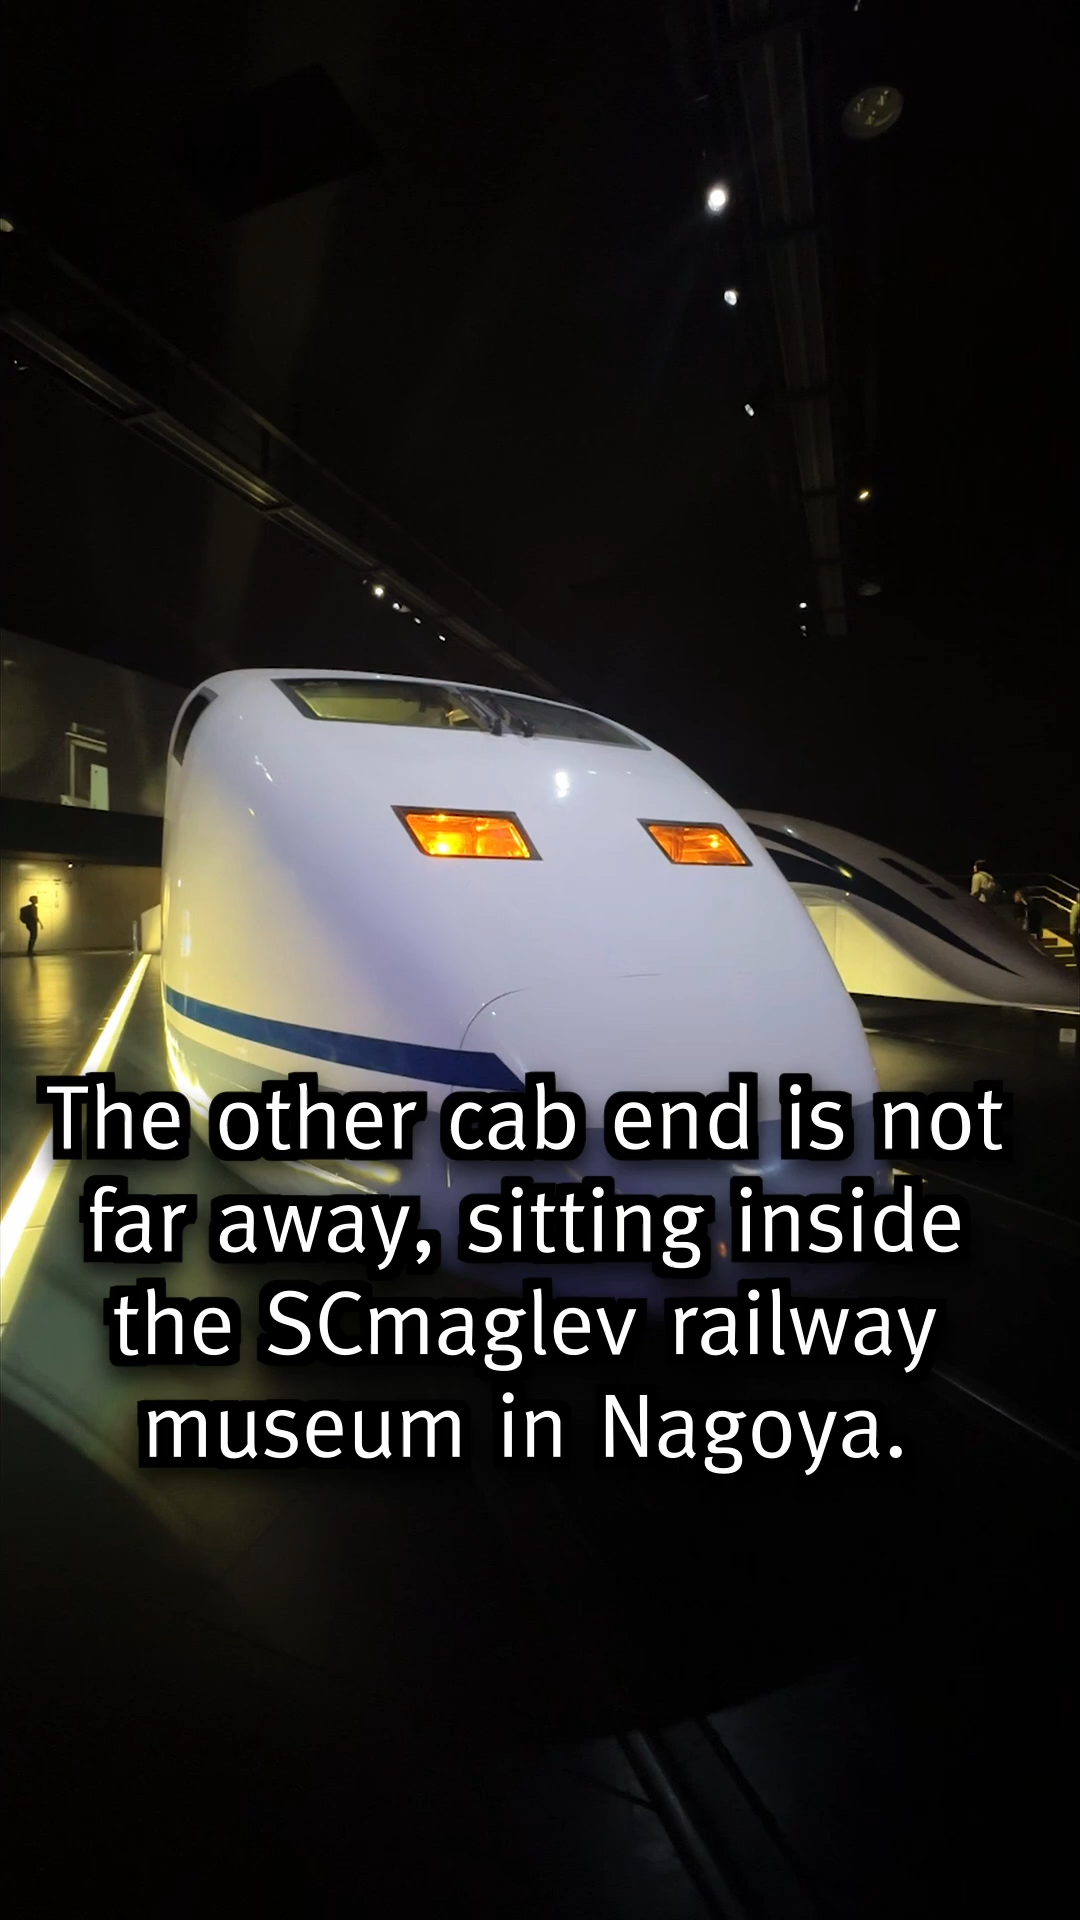 The other cab end is not
far away, sitting inside
the SCmaglev railway
museum in Nagoya.